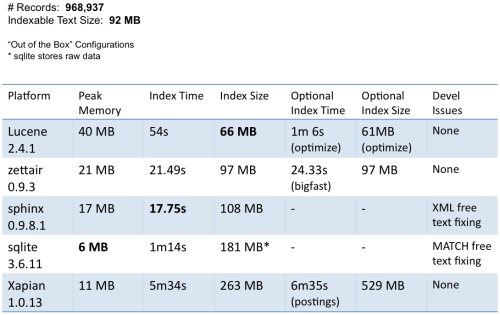 # Records: 968,937
Indexable Text Size: 92 MB
“Out of the Box” Configurations
* sqlite stores raw data
Platform Peak Memory Index Time Index Size Optional Index Time Optional Index Size Devel Issues
Lucene 2.4.1 40 MB 54s 66 MB 1m 6s (optimize) 61MB (optimize) None
zettair 0.9.3 21 MB 21.49s 97 MB 24.33s (bigfast) 97 MB None
sphinx 0.9.8.1 17 MB 17.75s 108 MB - - XML free text fixing
sqlite 3.6.11 6 MB 1m14s 181 MB* - - MATCH free text fixing
Xapian 1.0.13 11 MB 5m34s 263 MB 6m35s (postings) 529 MB None